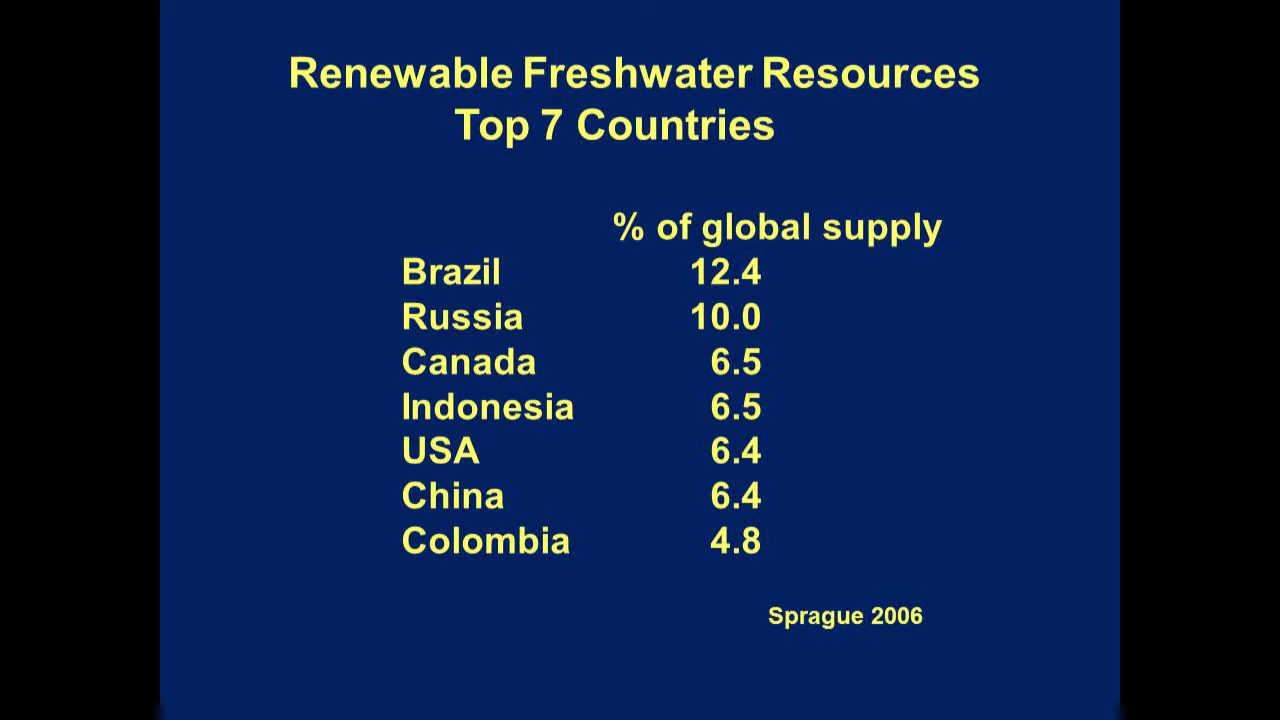 Renewable Freshwater Resources
Top 7 Countries
% of global supply
Brazil 12.4
Russia 10.0
Canada 6.5
Indonesia 6.5
USA 6.4
China 6.4
Colombia 4.8
Sprague 2006